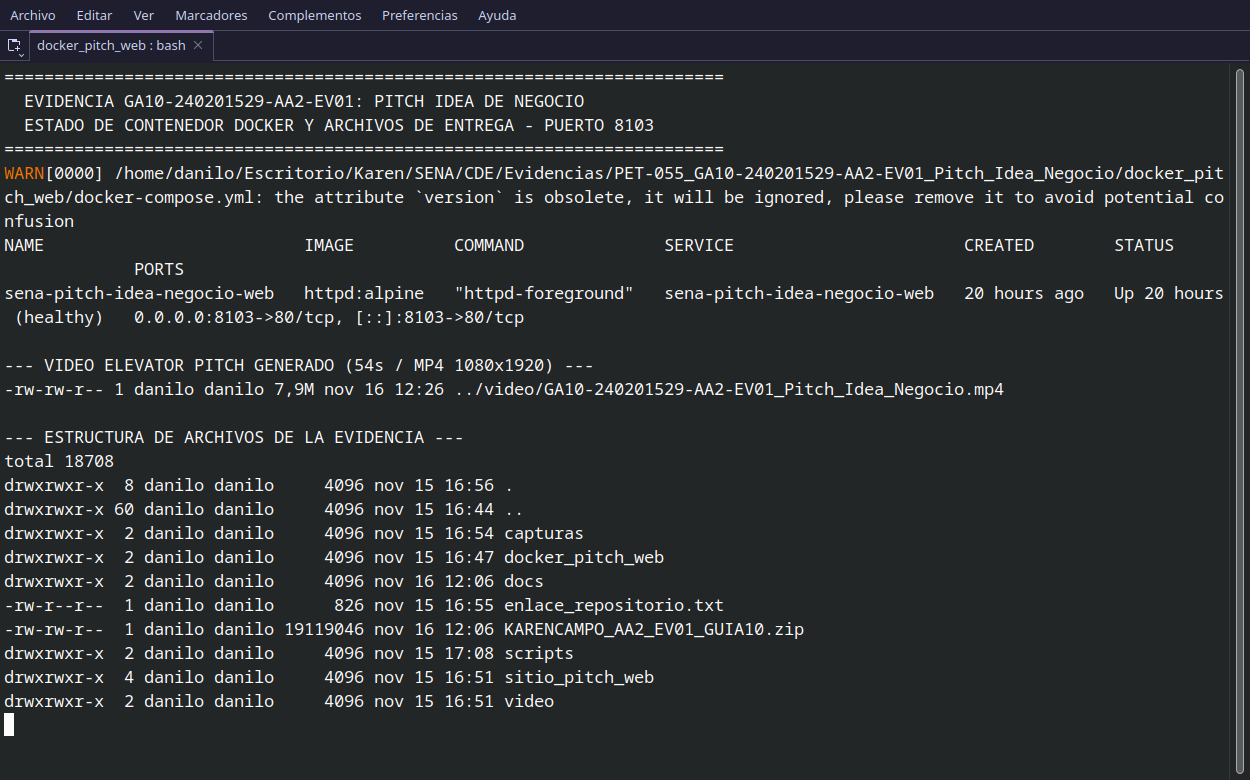 Archivo Editar Ver Marcadores Complementos Preferencias Ayuda
docker_pitch_web : bash ×
========================================================================
  EVIDENCIA GA10-240201529-AA2-EV01: PITCH IDEA DE NEGOCIO
  ESTADO DE CONTENEDOR DOCKER Y ARCHIVOS DE ENTREGA - PUERTO 8103
========================================================================
WARN[0000] /home/danilo/Escritorio/Karen/SENA/CDE/Evidencias/PET-055_GA10-240201529-AA2-EV01_Pitch_Idea_Negocio/docker_pit
ch_web/docker-compose.yml: the attribute `version` is obsolete, it will be ignored, please remove it to avoid potential co
nfusion
NAME                          IMAGE          COMMAND              SERVICE                       CREATED        STATUS
             PORTS
sena-pitch-idea-negocio-web   httpd:alpine   "httpd-foreground"   sena-pitch-idea-negocio-web   20 hours ago   Up 20 hours
 (healthy)   0.0.0.0:8103->80/tcp, [::]:8103->80/tcp
--- VIDEO ELEVATOR PITCH GENERADO (54s / MP4 1080x1920) ---
-rw-rw-r-- 1 danilo danilo 7,9M nov 16 12:26 ../video/GA10-240201529-AA2-EV01_Pitch_Idea_Negocio.mp4
--- ESTRUCTURA DE ARCHIVOS DE LA EVIDENCIA ---
total 18708
drwxrwxr-x  8 danilo danilo     4096 nov 15 16:56 .
drwxrwxr-x 60 danilo danilo     4096 nov 15 16:44 ..
drwxrwxr-x  2 danilo danilo     4096 nov 15 16:54 capturas
drwxrwxr-x  2 danilo danilo     4096 nov 15 16:47 docker_pitch_web
drwxrwxr-x  2 danilo danilo     4096 nov 16 12:06 docs
-rw-r--r--  1 danilo danilo      826 nov 15 16:55 enlace_repositorio.txt
-rw-rw-r--  1 danilo danilo 19119046 nov 16 12:06 KARENCAMPO_AA2_EV01_GUIA10.zip
drwxrwxr-x  2 danilo danilo     4096 nov 15 17:08 scripts
drwxrwxr-x  4 danilo danilo     4096 nov 15 16:51 sitio_pitch_web
drwxrwxr-x  2 danilo danilo     4096 nov 15 16:51 video